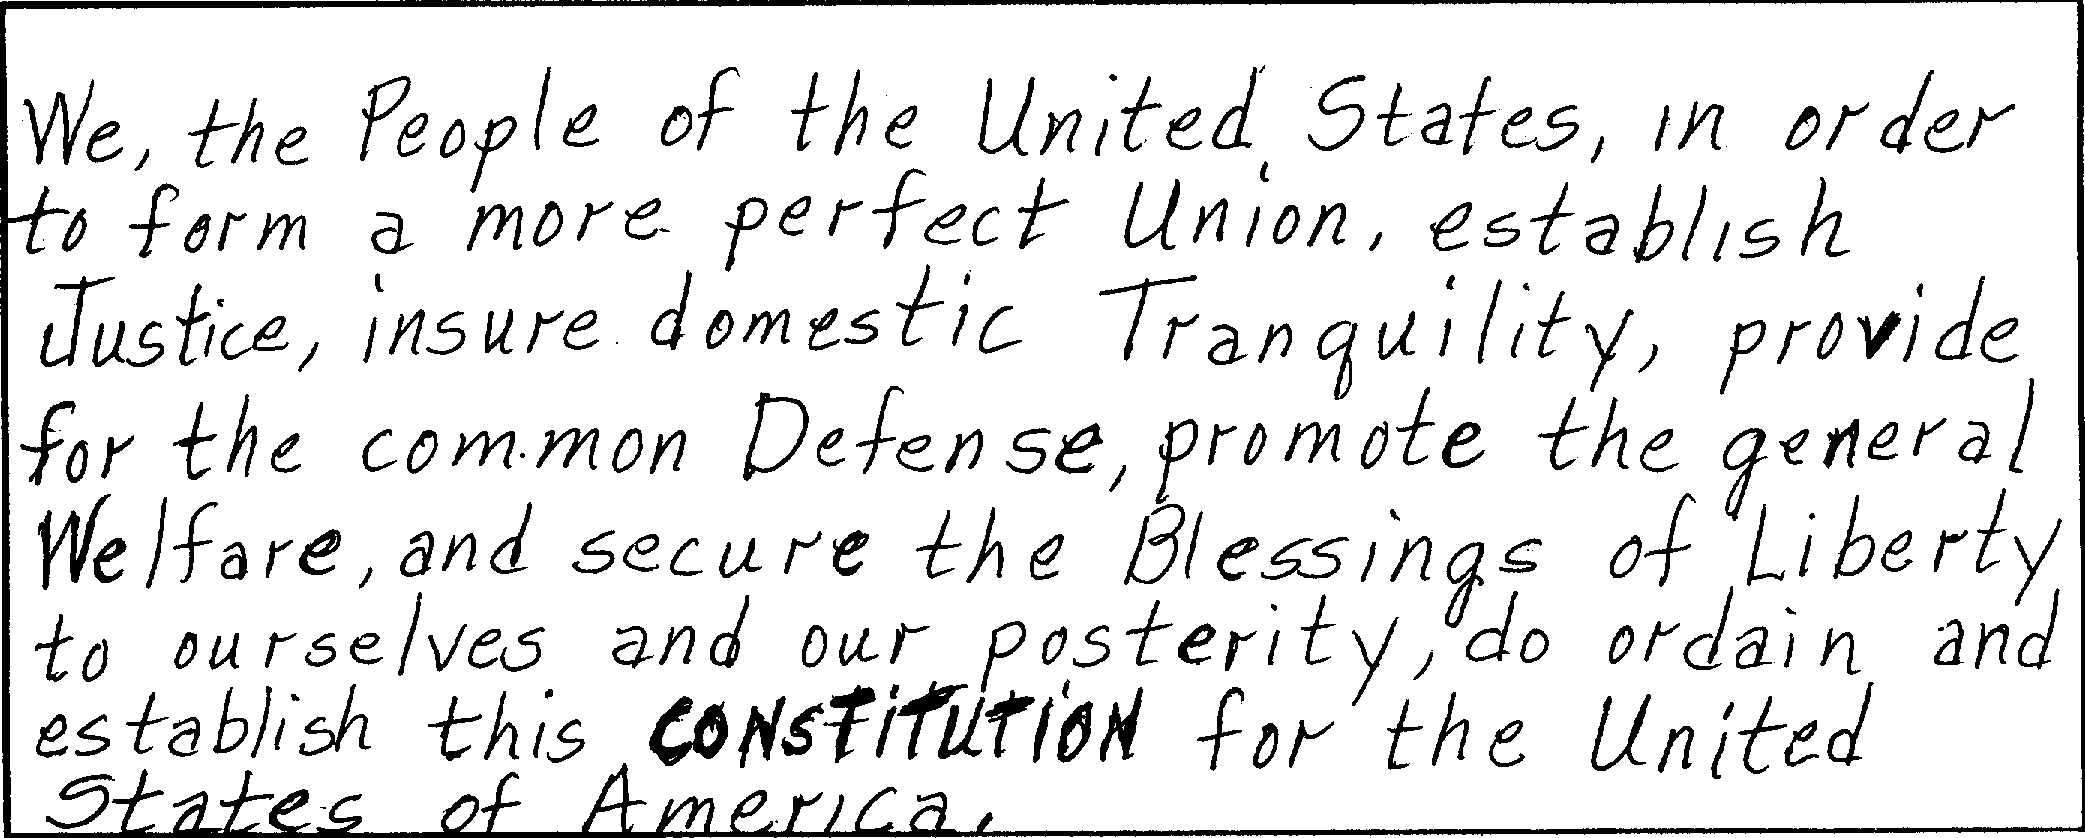 We, the People of the United States, in order
to form a more perfect Union, establish
Justice, insure domestic Tranquility, provide
for the common Defense, promote the general
Welfare, and secure the Blessings of Liberty
to ourselves and our posterity, do ordain and
establish this CONSTITUTION for the United
States of America.